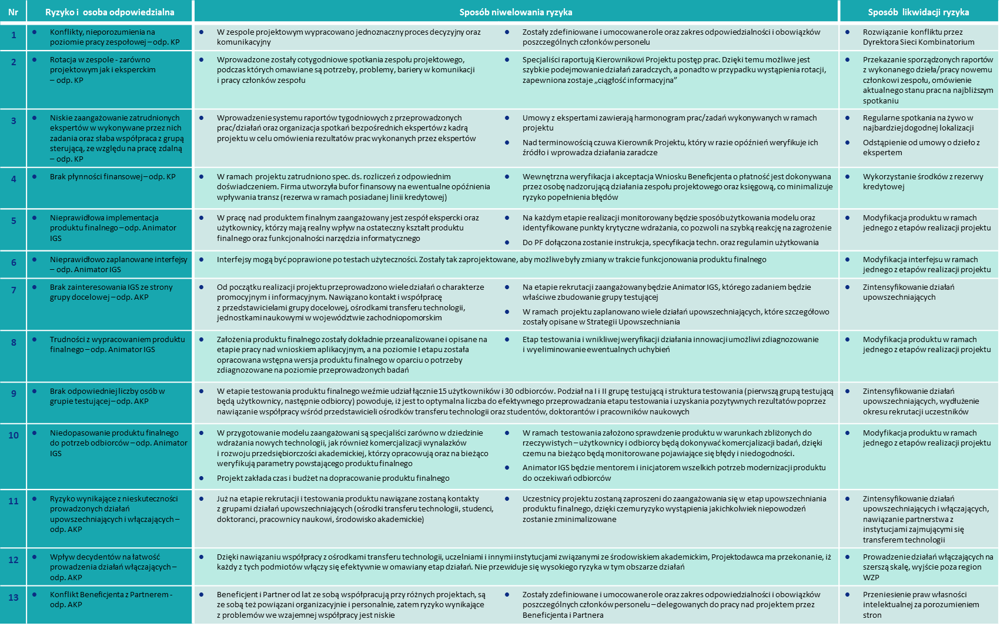 Nr
Ryzyko i osoba odpowiedzialna
Sposób niwelowania ryzyka
Sposób likwidacji ryzyka
1
Konflikty, nieporozumienia na
poziomie pracy zespołowej – odp. KP
W zespole projektowym wypracowano jednoznaczny proces decyzyjny oraz
komunikacyjny
Zostały zdefiniowane i umocowane role oraz zakres odpowiedzialności i obowiązków
poszczególnych członków personelu
Rozwiązanie konfliktu przez
Dyrektora Sieci Kombinatorium
2
Rotacja w zespole - zarówno
projektowym jak i eksperckim
– odp. KP
Wprowadzone zostały cotygodniowe spotkania zespołu projektowego,
podczas których omawiane są potrzeby, problemy, bariery w komunikacji
i pracy członków zespołu
Specjaliści raportują Kierownikowi Projektu postęp prac. Dzięki temu możliwe jest
szybkie podejmowanie działań zaradczych, a ponadto w przypadku wystąpienia rotacji,
zapewniona zostaje „ciągłość informacyjna”
Przekazanie sporządzonych raportów
z wykonanego dzieła/pracy nowemu
członkowi zespołu, omówienie
aktualnego stanu prac na najbliższym
spotkaniu
3
Niskie zaangażowanie zatrudnionych
ekspertów w wykonywane przez nich
zadania oraz słaba współpraca z grupą
sterującą, ze względu na pracę zdalną
– odp. KP
Wprowadzenie systemu raportów tygodniowych z przeprowadzonych
prac/działań oraz organizacja spotkań bezpośrednich ekspertów z kadrą
projektu w celu omówienia rezultatów prac wykonanych przez ekspertów
Umowy z ekspertami zawierają harmonogram prac/zadań wykonywanych w ramach
projektu
Nad terminowością czuwa Kierownik Projektu, który w razie opóźnień weryfikuje ich
źródło i wprowadza działania zaradcze
Regularne spotkania na żywo w
najbardziej dogodnej lokalizacji
Odstąpienie od umowy o dzieło z
ekspertem
4
Brak płynności finansowej – odp. KP
W ramach projektu zatrudniono spec. ds. rozliczeń z odpowiednim
doświadczeniem. Firma utworzyła bufor finansowy na ewentualne opóźnienia
wpływania transz (rezerwa w ramach posiadanej linii kredytowej)
Wewnętrzna weryfikacja i akceptacja Wniosku Beneficjenta o płatność jest dokonywana
przez osobę nadzorującą działania zespołu projektowego oraz księgową, co minimalizuje
ryzyko popełnienia błędów
Wykorzystanie środków z rezerwy
kredytowej
5
Nieprawidłowa implementacja
produktu finalnego – odp. Animator
IGS
W pracę nad produktem finalnym zaangażowany jest zespół ekspercki oraz
użytkownicy, którzy mają realny wpływ na ostateczny kształt produktu
finalnego oraz funkcjonalności narzędzia informatycznego
Na każdym etapie realizacji monitorowany będzie sposób użytkowania modelu oraz
identyfikowane punkty krytyczne wdrażania, co pozwoli na szybką reakcję na zagrożenie
Do PF dołączona zostanie instrukcja, specyfikacja techn. oraz regulamin użytkowania
Modyfikacja produktu w ramach
jednego z etapów realizacji projektu
6
Nieprawidłowo zaplanowane interfejsy
– odp. Animator IGS
Interfejsy mogą być poprawione po testach użyteczności. Zostały tak zaprojektowane, aby możliwe były zmiany w trakcie funkcjonowania produktu finalnego
Modyfikacja interfejsu w ramach
jednego z etapów realizacji projektu
7
Brak zainteresowania IGS ze strony
grupy docelowej – odp. AKP
Od początku realizacji projektu przeprowadzono wiele działań o charakterze
promocyjnym i informacyjnym. Nawiązano kontakt i współpracę
z przedstawicielami grupy docelowej, ośrodkami transferu technologii,
jednostkami naukowymi w województwie zachodniopomorskim
Na etapie rekrutacji zaangażowany będzie Animator IGS, którego zadaniem będzie
właściwe zbudowanie grupy testującej
W ramach projektu zaplanowano wiele działań upowszechniających, które szczegółowo
zostały opisane w Strategii Upowszechniania
Zintensyfikowanie działań
upowszechniających
8
Trudności z wypracowaniem produktu
finalnego – odp. Animator IGS
Założenia produktu finalnego zostały dokładnie przeanalizowane i opisane na
etapie pracy nad wnioskiem aplikacyjnym, a na poziomie I etapu została
opracowana wstępna wersja produktu finalnego w oparciu o potrzeby
zdiagnozowane na poziomie przeprowadzonych badań
Etap testowania i wnikliwej weryfikacji działania innowacji umożliwi zdiagnozowanie
i wyeliminowanie ewentualnych uchybień
Modyfikacja produktu w ramach
jednego z etapów realizacji projektu
9
Brak odpowiedniej liczby osób w
grupie testującej – odp. AKP
W etapie testowania produktu finalnego weźmie udział łącznie 15 użytkowników i 30 odbiorców. Podział na I i II grupę testującą i struktura testowania (pierwszą grupą testującą
będą użytkownicy, następnie odbiorcy) powoduje, iż jest to optymalna liczba do efektywnego przeprowadzania etapu testowania i uzyskania pozytywnych rezultatów poprzez
nawiązanie współpracy wśród przedstawicieli ośrodków transferu technologii oraz studentów, doktorantów i pracowników naukowych
Zintensyfikowanie działań
upowszechniających, wydłużenie
okresu rekrutacji uczestników
10
Niedopasowanie produktu finalnego
do potrzeb odbiorców – odp. Animator
IGS
W przygotowanie modelu zaangażowani są specjaliści zarówno w dziedzinie
wdrażania nowych technologii, jak również komercjalizacji wynalazków
i rozwoju przedsiębiorczości akademickiej, którzy opracowują oraz na bieżąco
weryfikują parametry powstającego produktu finalnego
Projekt zakłada czas i budżet na dopracowanie produktu finalnego
W ramach testowania założono sprawdzenie produktu w warunkach zbliżonych do
rzeczywistych – użytkownicy i odbiorcy będą dokonywać komercjalizacji badań, dzięki
czemu na bieżąco będą monitorowane pojawiające się błędy i niedogodności.
Animator IGS będzie mentorem i inicjatorem wszelkich potrzeb modernizacji produktu
do oczekiwań odbiorców
Modyfikacja produktu w ramach
jednego z etapów realizacji projektu
11
Ryzyko wynikające z nieskuteczności
prowadzonych działań
upowszechniających i włączających –
odp. AKP
Już na etapie rekrutacji i testowania produktu nawiązane zostaną kontakty
z grupami działań upowszechniających (ośrodki transferu technologii, studenci,
doktoranci, pracownicy naukowi, środowisko akademickie)
Uczestnicy projektu zostaną zaproszeni do zaangażowania się w etap upowszechniania
produktu finalnego, dzięki czemu ryzyko wystąpienia jakichkolwiek niepowodzeń
zostanie zminimalizowane
Zintensyfikowanie działań
upowszechniających i włączających,
nawiązanie partnerstwa z
instytucjami zajmującymi się
transferem technologii
12
Wpływ decydentów na łatwość
prowadzenia działań włączających –
odp. AKP
Dzięki nawiązaniu współpracy z ośrodkami transferu technologii, uczelniami i innymi instytucjami związanymi ze środowiskiem akademickim, Projektodawca ma przekonanie, iż
każdy z tych podmiotów włączy się efektywnie w omawiany etap działań. Nie przewiduje się wysokiego ryzyka w tym obszarze działań
Prowadzenie działań włączających na
szerszą skalę, wyjście poza region
WZP
13
Konflikt Beneficjenta z Partnerem -
odp. AKP
Beneficjent i Partner od lat ze sobą współpracują przy różnych projektach, są
ze sobą też powiązani organizacyjnie i personalnie, zatem ryzyko wynikające
z problemów we wzajemnej współpracy jest niskie
Zostały zdefiniowane i umocowane role oraz zakres odpowiedzialności i obowiązków
poszczególnych członków personelu – delegowanych do pracy nad projektem przez
Beneficjenta i Partnera
Przeniesienie praw własności
intelektualnej za porozumieniem
stron